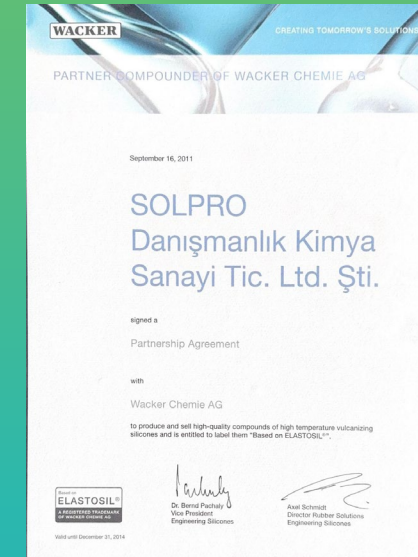 WACKER
CREATING TOMORROW'S SOLUTIONS
PARTNER COMPOUNDER OF WACKER CHEMIE AG
September 16, 2011
SOLPRO
Danışmanlık Kimya
Sanayi Tic. Ltd. Şti.
signed a
Partnership Agreement
with
Wacker Chemie AG
to produce and sell high-quality compounds of high temperature vulcanizing
silicones and is entitled to label them "Based on ELASTOSIL®".
Based on
ELASTOSIL®
A REGISTERED TRADEMARK
OF WACKER CHEMIE AG
Valid until December 31, 2014
Dr. Bernd Pachaly
Vice President
Engineering Silicones
Axel Schmidt
Director Rubber Solutions
Engineering Silicones